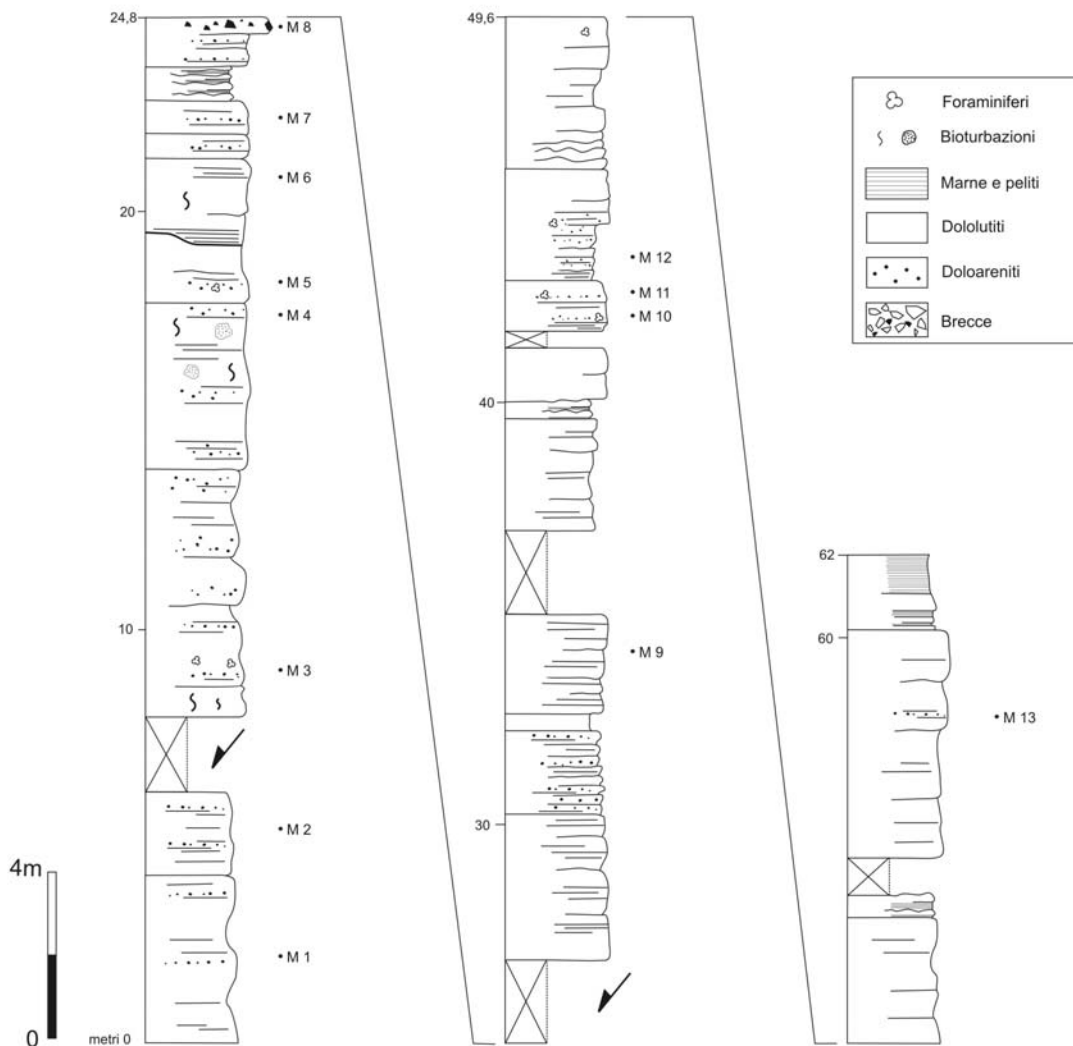 24,8
M 8
M 7
M 6
20
M 5
M 4
10
M 3
M 2
M 1
4m
0
metri 0
49,6
M 12
M 11
M 10
40
M 9
30
62
60
M 13
Foraminiferi
Bioturbazioni
Marne e peliti
Dololutiti
Doloareniti
Brecce